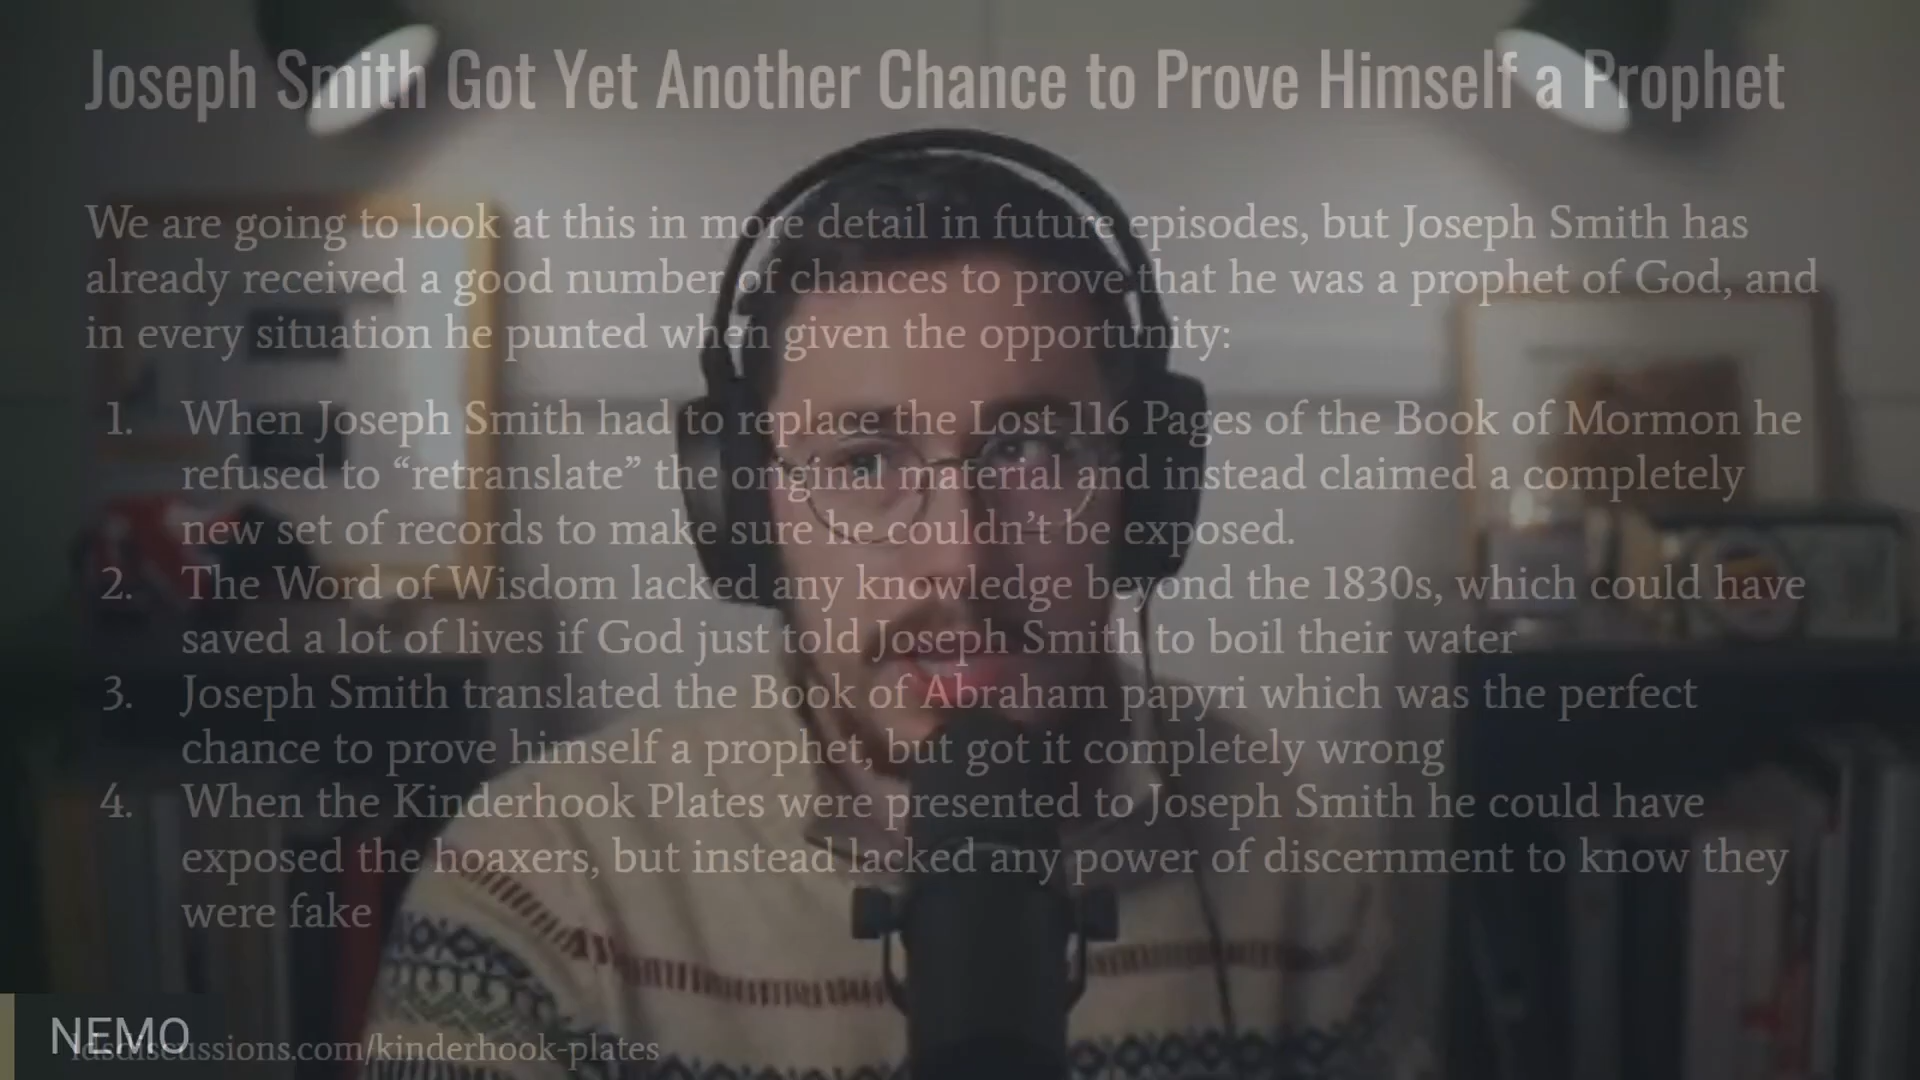 Joseph Smith Got Yet Another Chance to Prove Himself a Prophet
We are going to look at this in more detail in future episodes, but Joseph Smith has
already received a good number of chances to prove that he was a prophet of God, and
in every situation he punted when given the opportunity:
1. When Joseph Smith had to replace the Lost 116 Pages of the Book of Mormon he
refused to “retranslate” the original material and instead claimed a completely
new set of records to make sure he couldn’t be exposed.
2. The Word of Wisdom lacked any knowledge beyond the 1830s, which could have
saved a lot of lives if God just told Joseph Smith to boil their water
3. Joseph Smith translated the Book of Abraham papyri which was the perfect
chance to prove himself a prophet, but got it completely wrong
4. When the Kinderhook Plates were presented to Joseph Smith he could have
exposed the hoaxers, but instead lacked any power of discernment to know they
were fake
NEMO
ldsdiscussions.com/kinderhook-plates